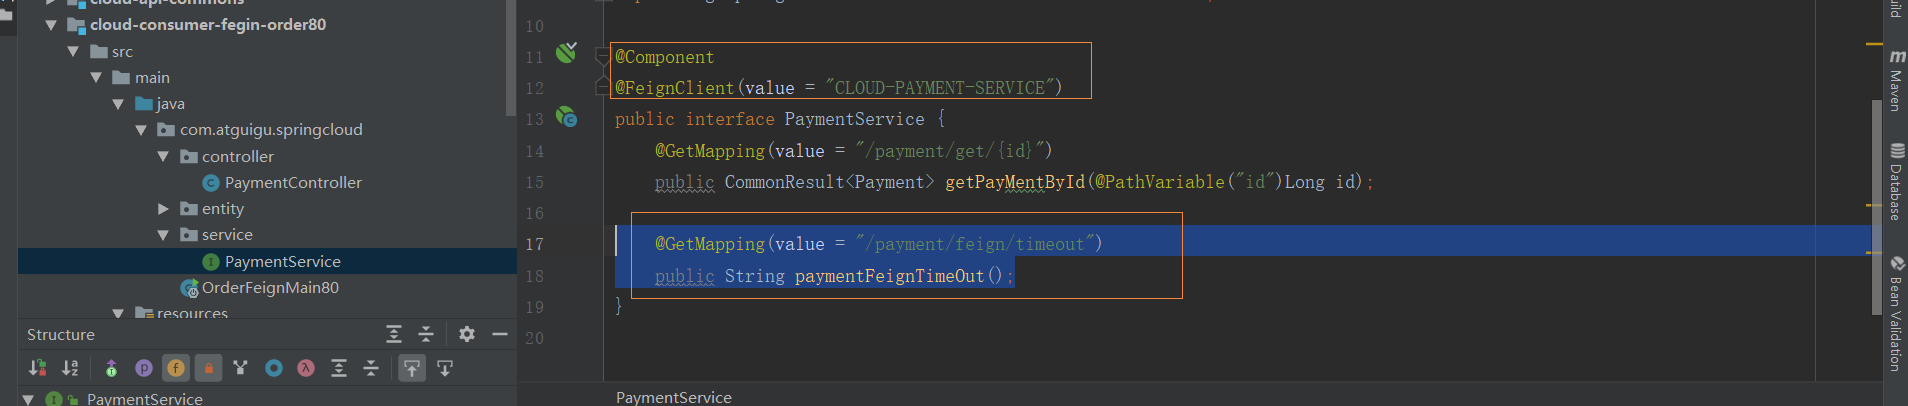 cloud-api-commons
cloud-consumer-fegin-order80
src
main
java
com.atguigu.springcloud
controller
PaymentController
entity
service
PaymentService
OrderFeignMain80
resources
Structure
PaymentService
10
11 @Component
12 @FeignClient(value = "CLOUD-PAYMENT-SERVICE")
13 public interface PaymentService {
14 @GetMapping(value = "/payment/get/{id}")
15 public CommonResult<Payment> getPayMentById(@PathVariable("id")Long id);
16
17 @GetMapping(value = "/payment/feign/timeout")
18 public String paymentFeignTimeOut();
19 }
20
PaymentService
Maven
Database
Bean Validation